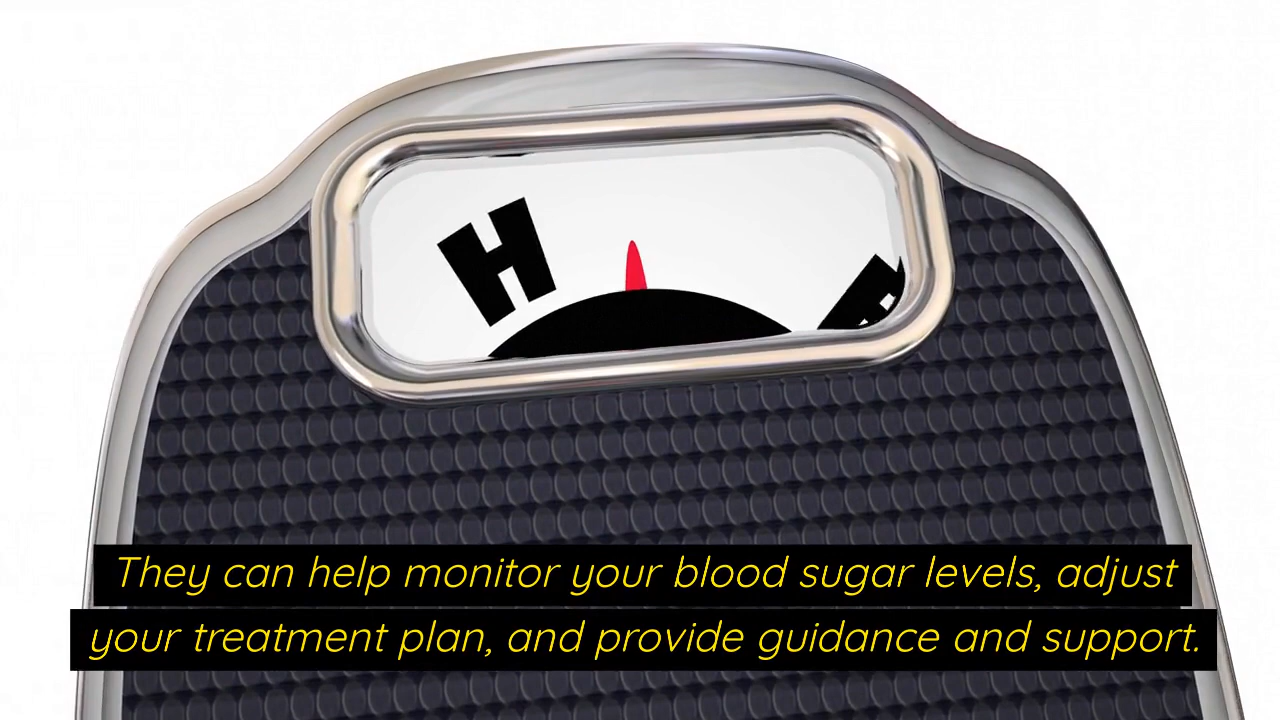 H
They can help monitor your blood sugar levels, adjust
your treatment plan, and provide guidance and support.